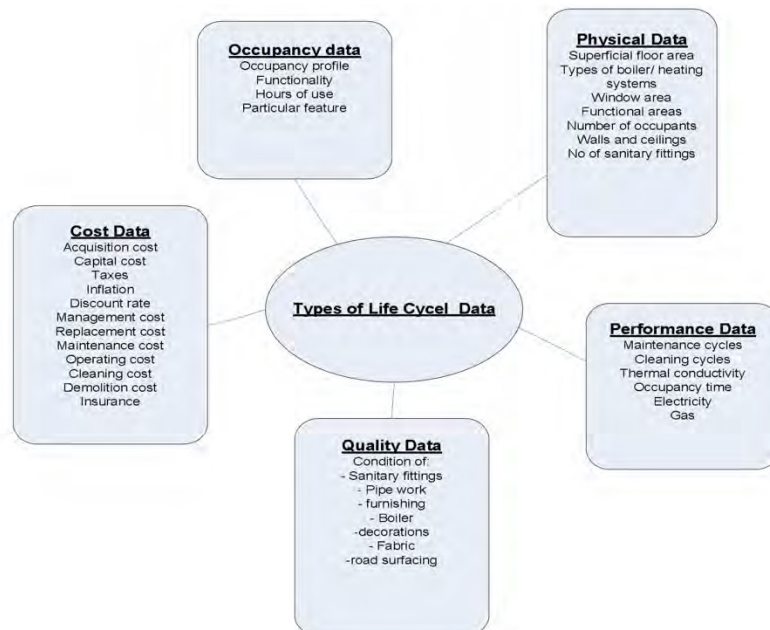 Occupancy data
Occupancy profile
Functionality
Hours of use
Particular feature
Physical Data
Superficial floor area
Types of boiler/ heating
systems
Window area
Functional areas
Number of occupants
Walls and ceilings
No of sanitary fittings
Cost Data
Acquisition cost
Capital cost
Taxes
Inflation
Discount rate
Management cost
Replacement cost
Maintenance cost
Operating cost
Cleaning cost
Demolition cost
Insurance
Types of Life Cycel  Data
Performance Data
Maintenance cycles
Cleaning cycles
Thermal conductivity
Occupancy time
Electricity
Gas
Quality Data
Condition of:
- Sanitary fittings
- Pipe work
- furnishing
- Boiler
-decorations
- Fabric
-road surfacing